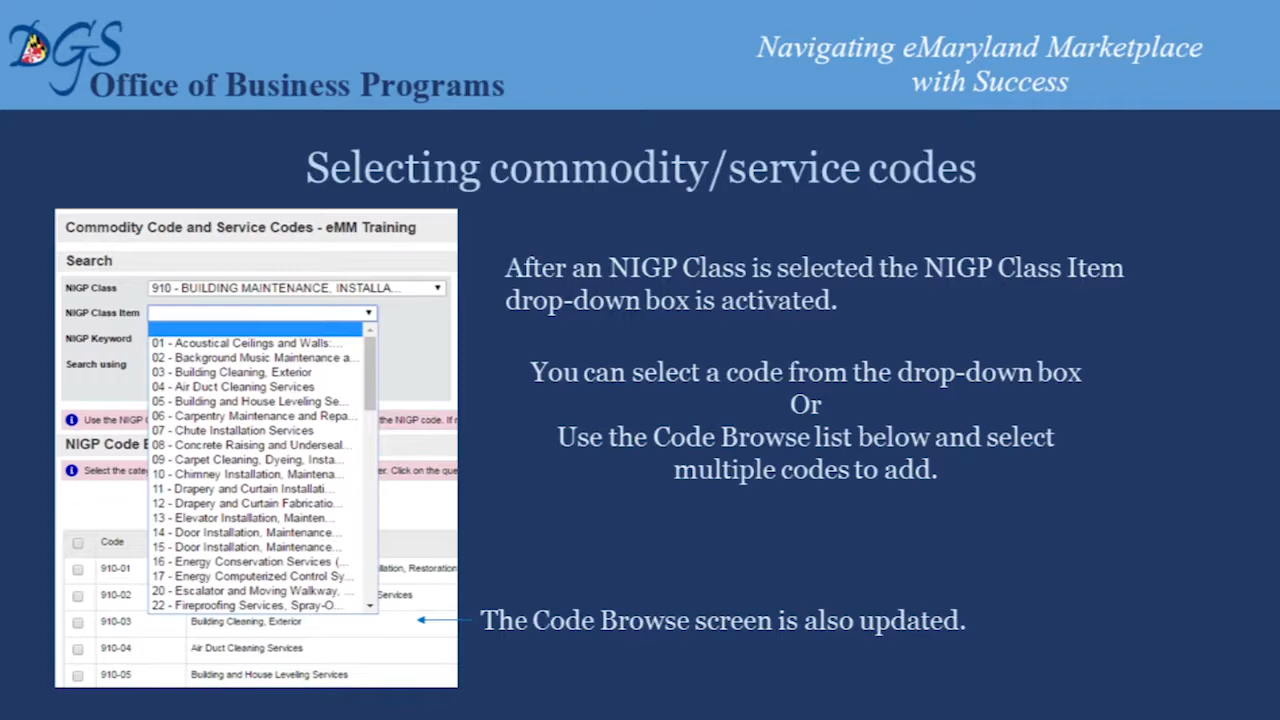 DGS
Office of Business Programs
Navigating eMaryland Marketplace
with Success
Selecting commodity/service codes
Commodity Code and Service Codes - eMM Training
Search
NIGP Class
910 - BUILDING MAINTENANCE, INSTALLA...
NIGP Class Item
NIGP Keyword
Search using
01 - Acoustical Ceilings and Walls:...
02 - Background Music Maintenance a...
03 - Building Cleaning, Exterior
04 - Air Duct Cleaning Services
05 - Building and House Leveling Se...
06 - Carpentry Maintenance and Repa...
07 - Chute Installation Services
08 - Concrete Raising and Underseal...
09 - Carpet Cleaning, Dyeing, Insta...
10 - Chimney Installation, Maintena...
11 - Drapery and Curtain Installati...
12 - Drapery and Curtain Fabricatio...
13 - Elevator Installation, Mainten...
14 - Door Installation, Maintenance...
15 - Door Installation, Maintenance...
16 - Energy Conservation Services (...
17 - Energy Computerized Control Sy...
20 - Escalator and Moving Walkway, ...
22 - Fireproofing Services, Spray-O...
Use the NIGP the NIGP code. If
NIGP Code
Select the Click on the
Code
910-01 Restoration
910-02 Services
910-03 Building Cleaning, Exterior
910-04 Air Duct Cleaning Services
910-05 Building and House Leveling Services
After an NIGP Class is selected the NIGP Class Item
drop-down box is activated.
You can select a code from the drop-down box
Or
Use the Code Browse list below and select
multiple codes to add.
The Code Browse screen is also updated.